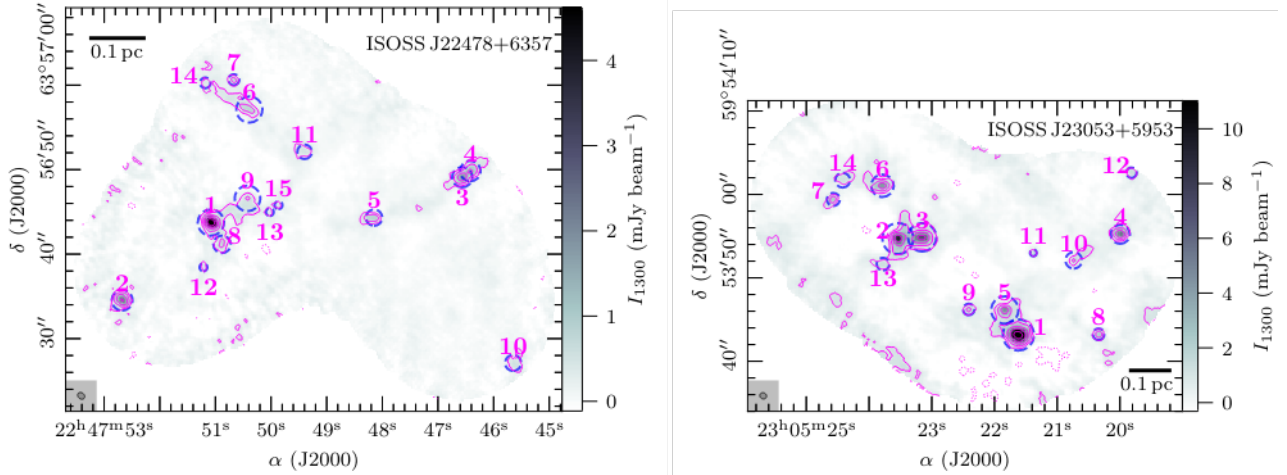 ISOSS J22478+6357
0.1 pc
63°57′00″
56′50″
40″
30″
δ (J2000)
7
14
6
11
4
3
9
15
1
13
8
5
12
2
10
22ʰ47ᵐ53ˢ
51ˢ
50ˢ
49ˢ
48ˢ
46ˢ
45ˢ
α (J2000)
4
3
2
1
0
I₁₃₀₀ (mJy beam⁻¹)
ISOSS J23053+5953
0.1 pc
59°54′10″
00″
53′50″
40″
δ (J2000)
14
6
12
7
2
3
4
11
10
13
9
5
1
8
23ʰ05ᵐ25ˢ
23ˢ
22ˢ
21ˢ
20ˢ
α (J2000)
10
8
6
4
2
0
I₁₃₀₀ (mJy beam⁻¹)